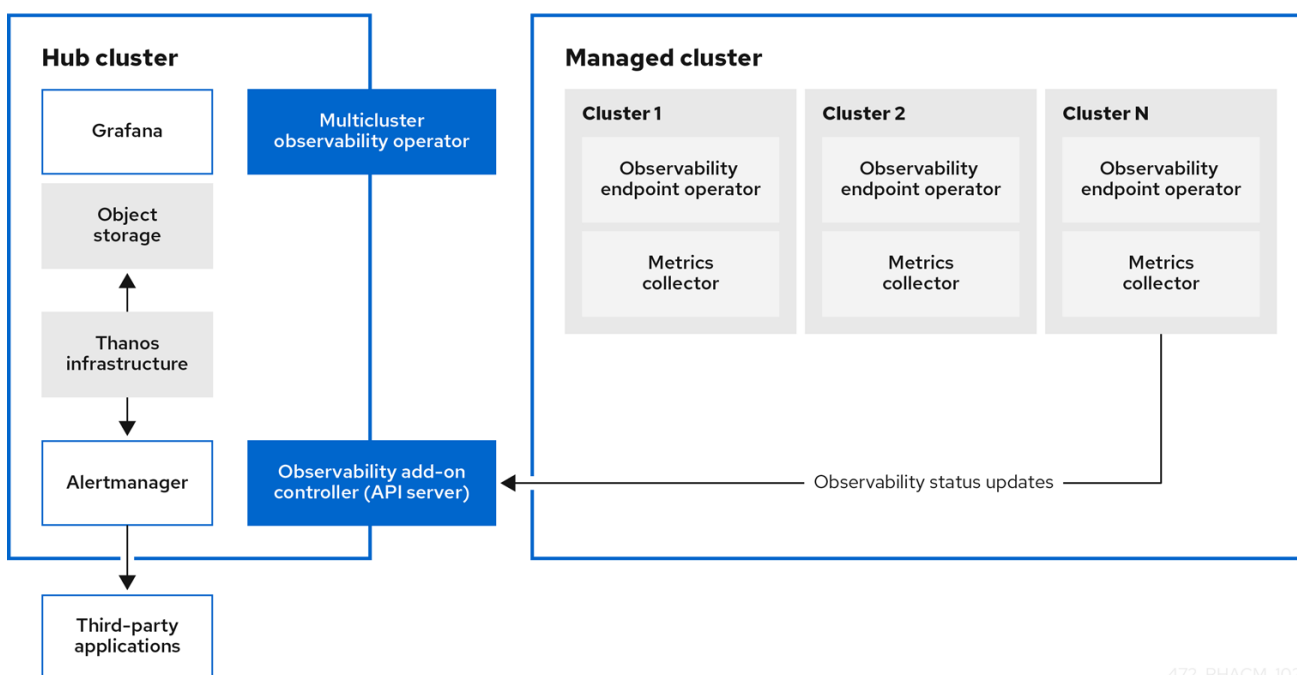 Hub cluster
Grafana
Object
storage
Thanos
infrastructure
Alertmanager
Third-party
applications
Multicluster
observability operator
Observability add-on
controller (API server)
Managed cluster
Cluster 1
Observability
endpoint operator
Metrics
collector
Cluster 2
Observability
endpoint operator
Metrics
collector
Cluster N
Observability
endpoint operator
Metrics
collector
Observability status updates